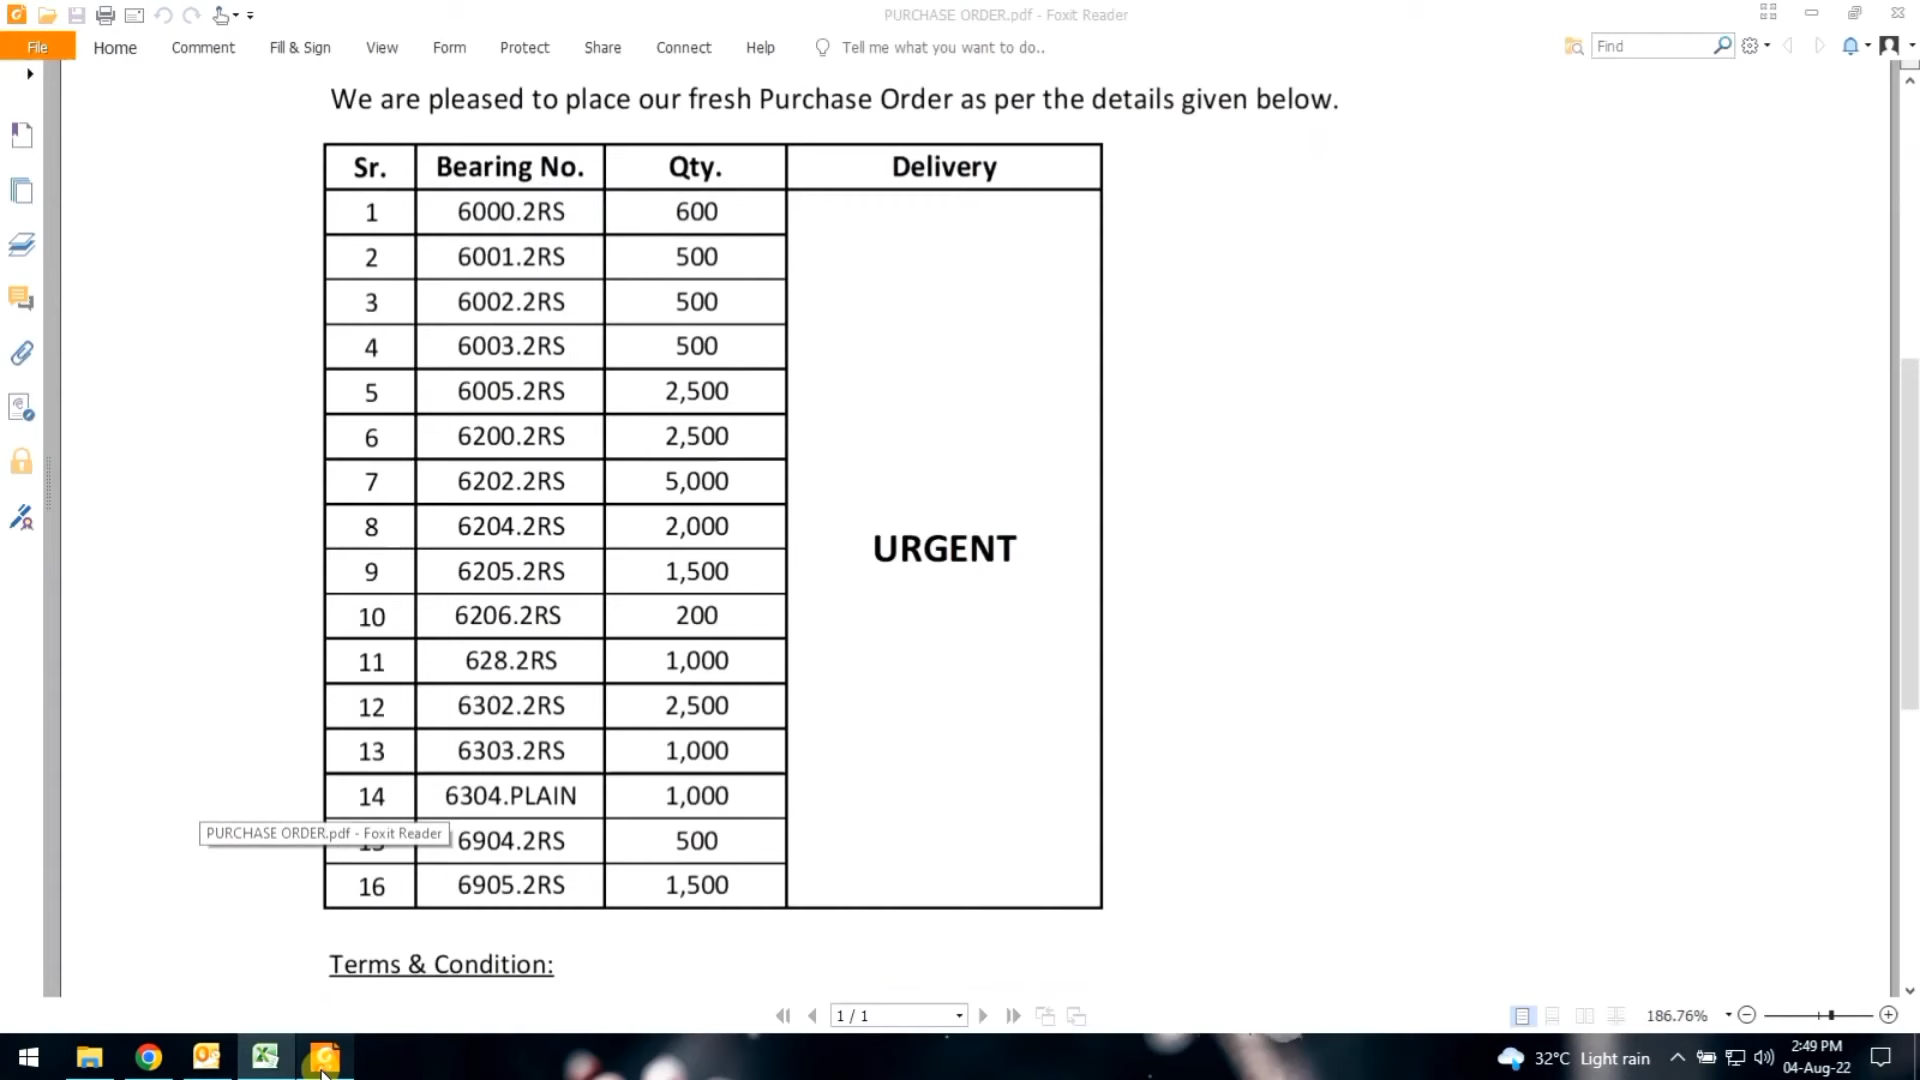 PURCHASE ORDER.pdf - Foxit Reader
File Home Comment Fill & Sign View Form Protect Share Connect Help Tell me what you want to do.. Find
We are pleased to place our fresh Purchase Order as per the details given below.
Sr. Bearing No. Qty. Delivery
1 6000.2RS 600
2 6001.2RS 500
3 6002.2RS 500
4 6003.2RS 500
5 6005.2RS 2,500
6 6200.2RS 2,500
7 6202.2RS 5,000
8 6204.2RS 2,000
URGENT
9 6205.2RS 1,500
10 6206.2RS 200
11 628.2RS 1,000
12 6302.2RS 2,500
13 6303.2RS 1,000
14 6304.PLAIN 1,000
PURCHASE ORDER.pdf - Foxit Reader
6904.2RS 500
16 6905.2RS 1,500
Terms & Condition:
1 / 1 186.76%
32°C Light rain 2:49 PM
04-Aug-22